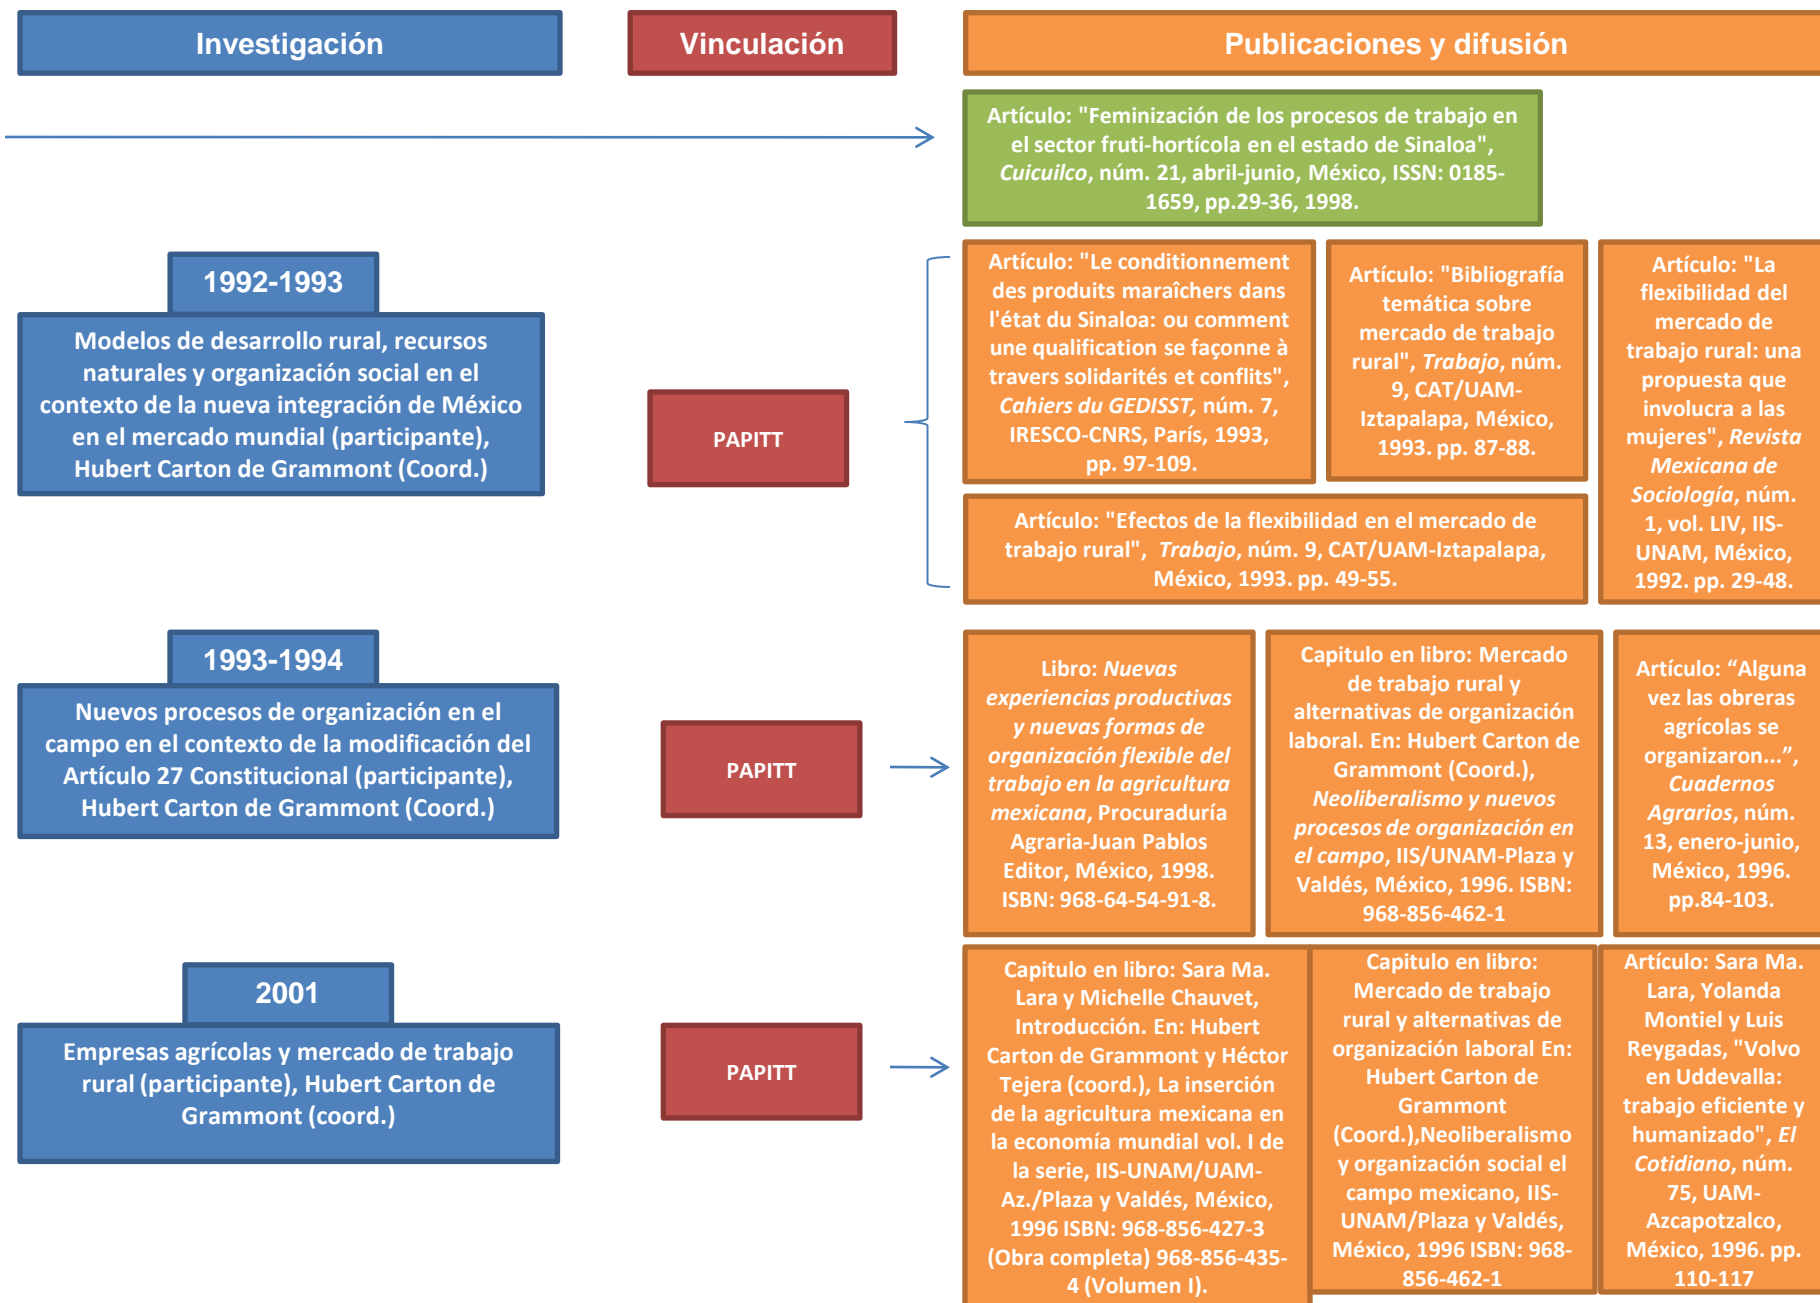 Investigación
Vinculación
Publicaciones y difusión
Artículo: "Feminización de los procesos de trabajo en
el sector fruti-hortícola en el estado de Sinaloa",
Cuicuilco, núm. 21, abril-junio, México, ISSN: 0185-
1659, pp.29-36, 1998.
1992-1993
Modelos de desarrollo rural, recursos
naturales y organización social en el
contexto de la nueva integración de México
en el mercado mundial (participante),
Hubert Carton de Grammont (Coord.)
PAPITT
Artículo: "Le conditionnement
des produits maraîchers dans
l'état du Sinaloa: ou comment
une qualification se façonne à
travers solidarités et conflits",
Cahiers du GEDISST, núm. 7,
IRESCO-CNRS, París, 1993,
pp. 97-109.
Artículo: "Bibliografía
temática sobre
mercado de trabajo
rural", Trabajo, núm.
9, CAT/UAM-
Iztapalapa, México,
1993. pp. 87-88.
Artículo: "La
flexibilidad del
mercado de
trabajo rural: una
propuesta que
involucra a las
mujeres", Revista
Mexicana de
Sociología, núm.
1, vol. LIV, IIS-
UNAM, México,
1992. pp. 29-48.
Artículo: "Efectos de la flexibilidad en el mercado de
trabajo rural", Trabajo, núm. 9, CAT/UAM-Iztapalapa,
México, 1993. pp. 49-55.
1993-1994
Nuevos procesos de organización en el
campo en el contexto de la modificación del
Artículo 27 Constitucional (participante),
Hubert Carton de Grammont (Coord.)
PAPITT
Libro: Nuevas
experiencias productivas
y nuevas formas de
organización flexible del
trabajo en la agricultura
mexicana, Procuraduría
Agraria-Juan Pablos
Editor, México, 1998.
ISBN: 968-64-54-91-8.
Capitulo en libro: Mercado
de trabajo rural y
alternativas de organización
laboral. En: Hubert Carton de
Grammont (Coord.),
Neoliberalismo y nuevos
procesos de organización en
el campo, IIS/UNAM-Plaza y
Valdés, México, 1996. ISBN:
968-856-462-1
Artículo: “Alguna
vez las obreras
agrícolas se
organizaron...”,
Cuadernos
Agrarios, núm.
13, enero-junio,
México, 1996.
pp.84-103.
2001
Empresas agrícolas y mercado de trabajo
rural (participante), Hubert Carton de
Grammont (coord.)
PAPITT
Capitulo en libro: Sara Ma.
Lara y Michelle Chauvet,
Introducción. En: Hubert
Carton de Grammont y Héctor
Tejera (coord.), La inserción
de la agricultura mexicana en
la economía mundial vol. I de
la serie, IIS-UNAM/UAM-
Az./Plaza y Valdés, México,
1996 ISBN: 968-856-427-3
(Obra completa) 968-856-435-
4 (Volumen I).
Capitulo en libro:
Mercado de trabajo
rural y alternativas de
organización laboral En:
Hubert Carton de
Grammont
(Coord.),Neoliberalismo
y organización social el
campo mexicano, IIS-
UNAM/Plaza y Valdés,
México, 1996 ISBN: 968-
856-462-1
Artículo: Sara Ma.
Lara, Yolanda
Montiel y Luis
Reygadas, "Volvo
en Uddevalla:
trabajo eficiente y
humanizado", El
Cotidiano, núm.
75, UAM-
Azcapotzalco,
México, 1996. pp.
110-117